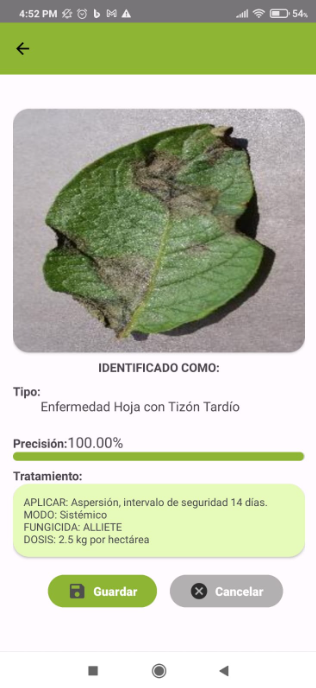 4:52 PM
54%
IDENTIFICADO COMO:
Tipo:
Enfermedad Hoja con Tizón Tardío
Precisión:100.00%
Tratamiento:
APLICAR: Aspersión, intervalo de seguridad 14 días.
MODO: Sistémico
FUNGICIDA: ALLIETE
DOSIS: 2.5 kg por hectárea
Guardar
Cancelar